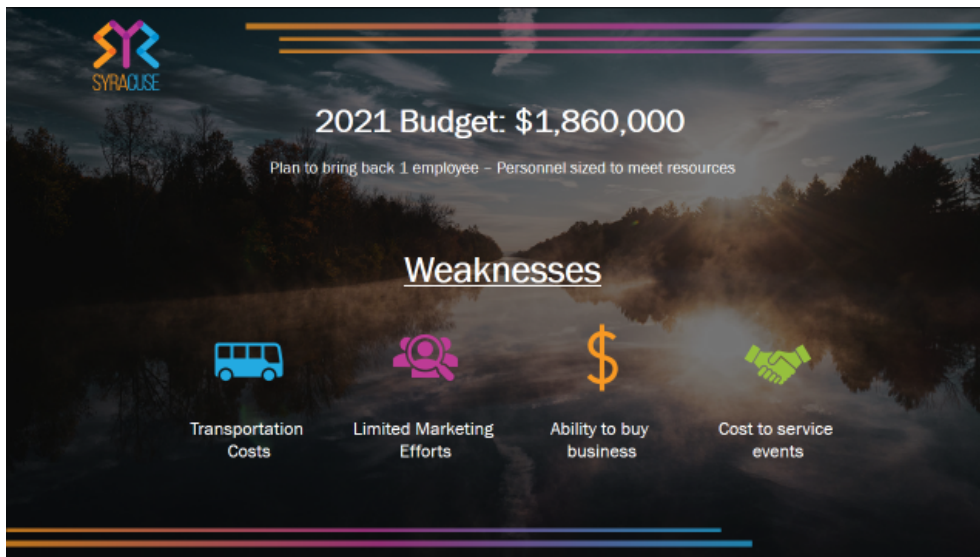 SYR
SYRACUSE
2021 Budget: $1,860,000
Plan to bring back 1 employee – Personnel sized to meet resources
Weaknesses
Transportation
Costs
Limited Marketing
Efforts
Ability to buy
business
Cost to service
events